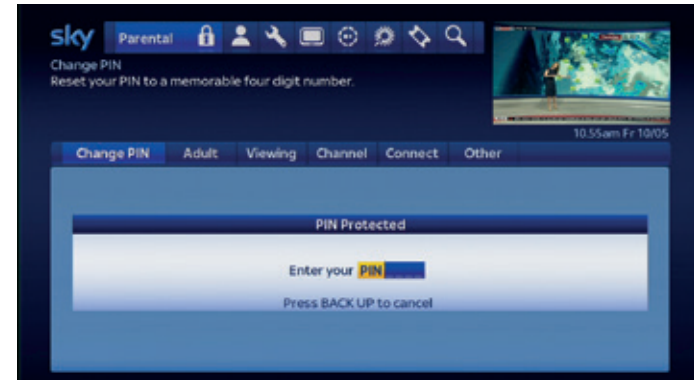 sky Parental
Change PIN
Reset your PIN to a memorable four digit number.
10.55am Fr 10/05
Change PIN Adult Viewing Channel Connect Other
PIN Protected
Enter your PIN
Press BACK UP to cancel